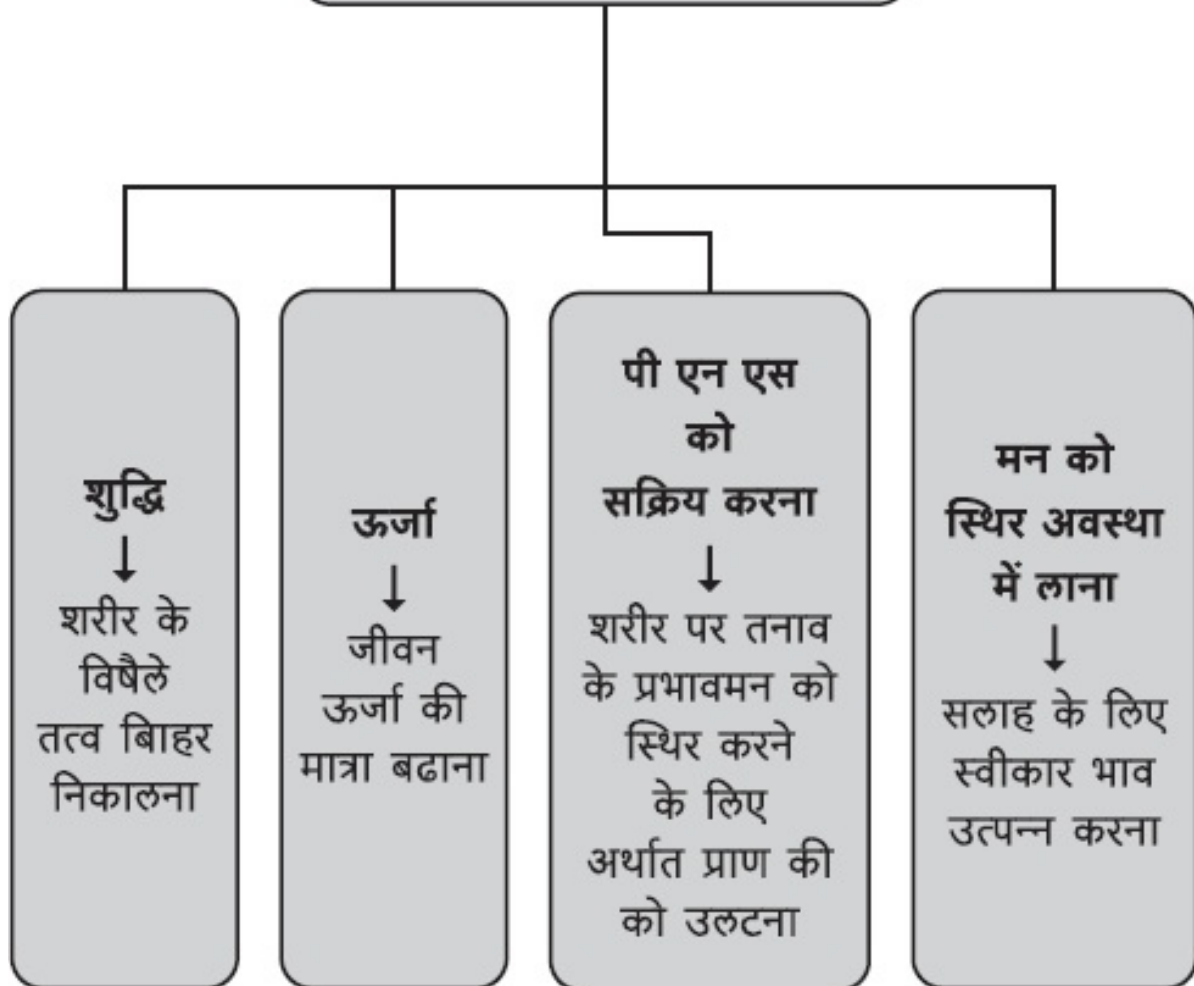 शुद्धि
↓
शरीर के
विषैले
तत्व बािाहर
निकालना
ऊर्जा
↓
जीवन
ऊर्जा की
मात्रा बढाना
पी एन एस
को
सक्रिय करना
↓
शरीर पर तनाव
के प्रभावमन को
स्थिर करने
के लिए
अर्थात प्राण की
को उलटना
मन को
स्थिर अवस्था
में लाना
↓
सलाह के लिए
स्वीकार भाव
उत्पन्न करना